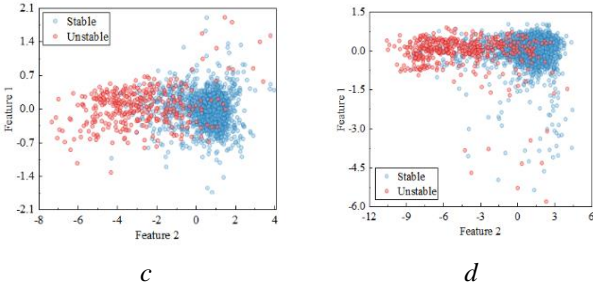 2.1
1.4
0.7
0.0
-0.7
-1.4
-2.1
Feature 1
Stable
Unstable
-8
-6
-4
-2
0
2
4
Feature 2
c
1.5
0.0
-1.5
-3.0
-4.5
-6.0
Feature 1
Stable
Unstable
-12
-9
-6
-3
0
3
6
Feature 2
d